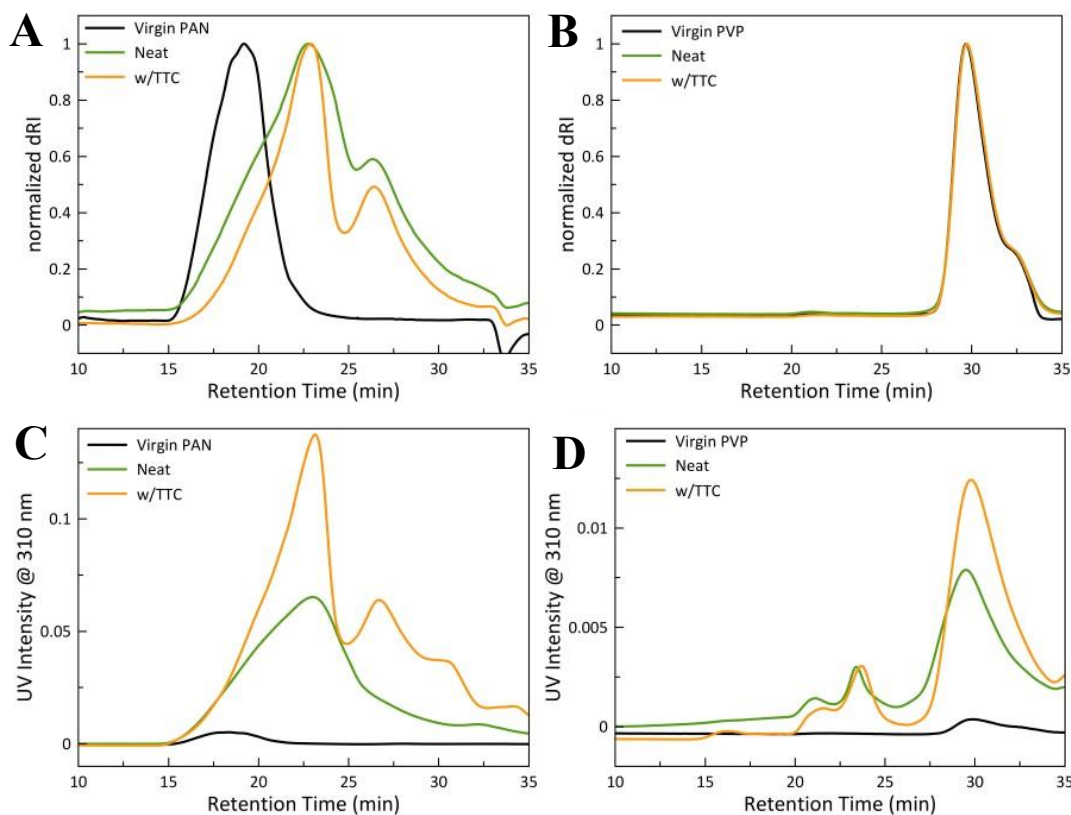 A
Virgin PAN
Neat
w/TTC
normalized dRI
1
0.8
0.6
0.4
0.2
0
10
15
20
25
30
35
Retention Time (min)
B
Virgin PVP
Neat
w/TTC
normalized dRI
1
0.8
0.6
0.4
0.2
0
10
15
20
25
30
35
Retention Time (min)
C
Virgin PAN
Neat
w/TTC
UV Intensity @ 310 nm
0.1
0.05
0
10
15
20
25
30
35
Retention Time (min)
D
Virgin PVP
Neat
w/TTC
UV Intensity @ 310 nm
0.01
0.005
0
10
15
20
25
30
35
Retention Time (min)